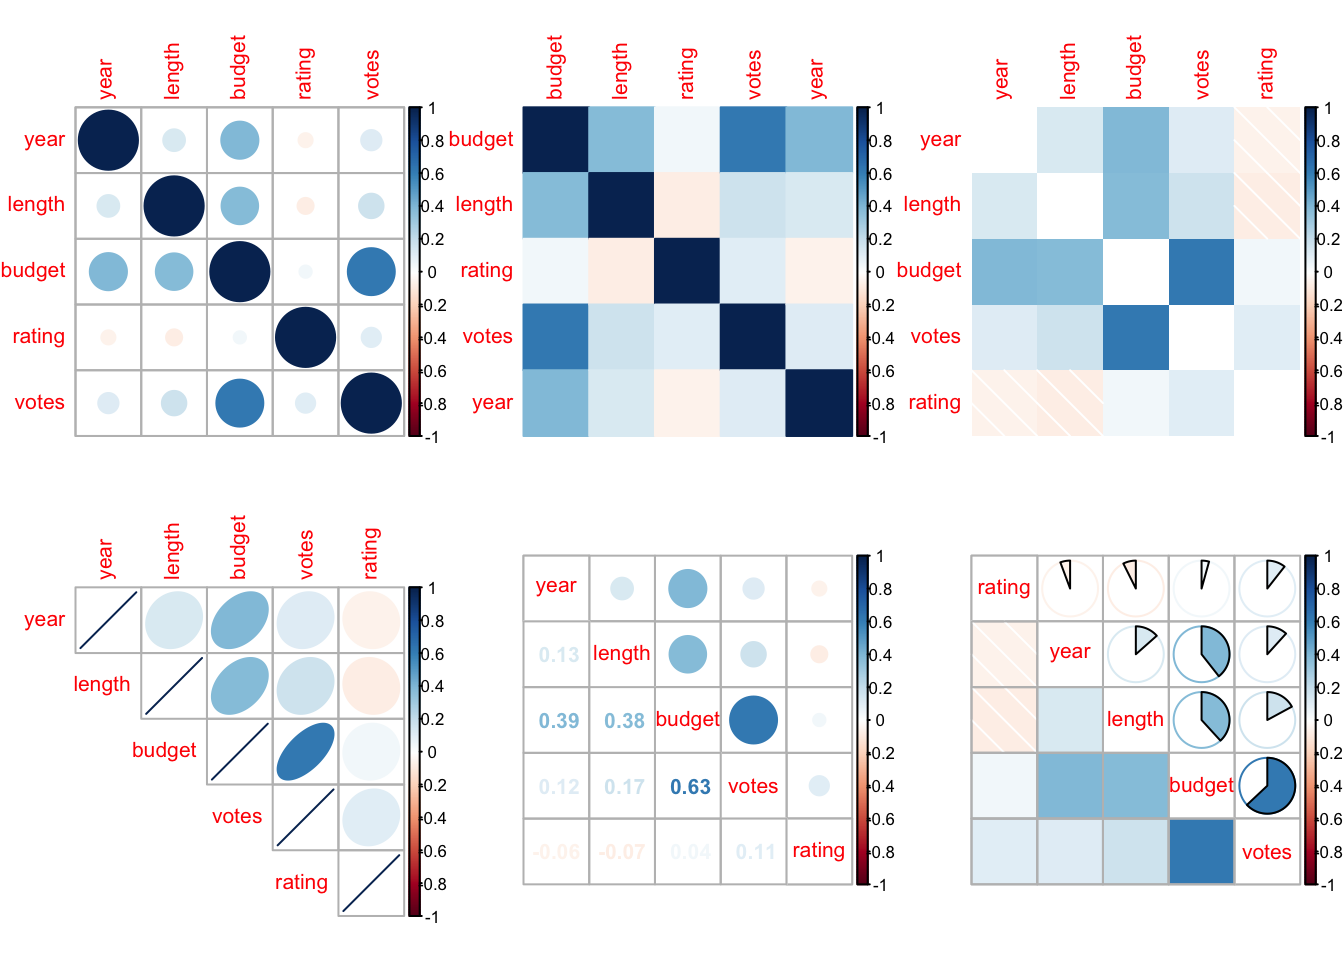 year length budget rating votes
year
length
budget
rating
votes
1
0.8
0.6
0.4
0.2
0
-0.2
-0.4
-0.6
-0.8
-1
budget length rating votes year
budget
length
rating
votes
year
1
0.8
0.6
0.4
0.2
0
-0.2
-0.4
-0.6
-0.8
-1
year length budget votes rating
year
length
budget
votes
rating
1
0.8
0.6
0.4
0.2
0
-0.2
-0.4
-0.6
-0.8
-1
year length budget votes rating
year
length
budget
votes
rating
1
0.8
0.6
0.4
0.2
0
-0.2
-0.4
-0.6
-0.8
-1
year
0.13 length
0.39 0.38 budget
0.12 0.17 0.63 votes
-0.06 -0.07 0.04 0.11 rating
1
0.8
0.6
0.4
0.2
0
-0.2
-0.4
-0.6
-0.8
-1
rating
year
length
budget
votes
1
0.8
0.6
0.4
0.2
0
-0.2
-0.4
-0.6
-0.8
-1